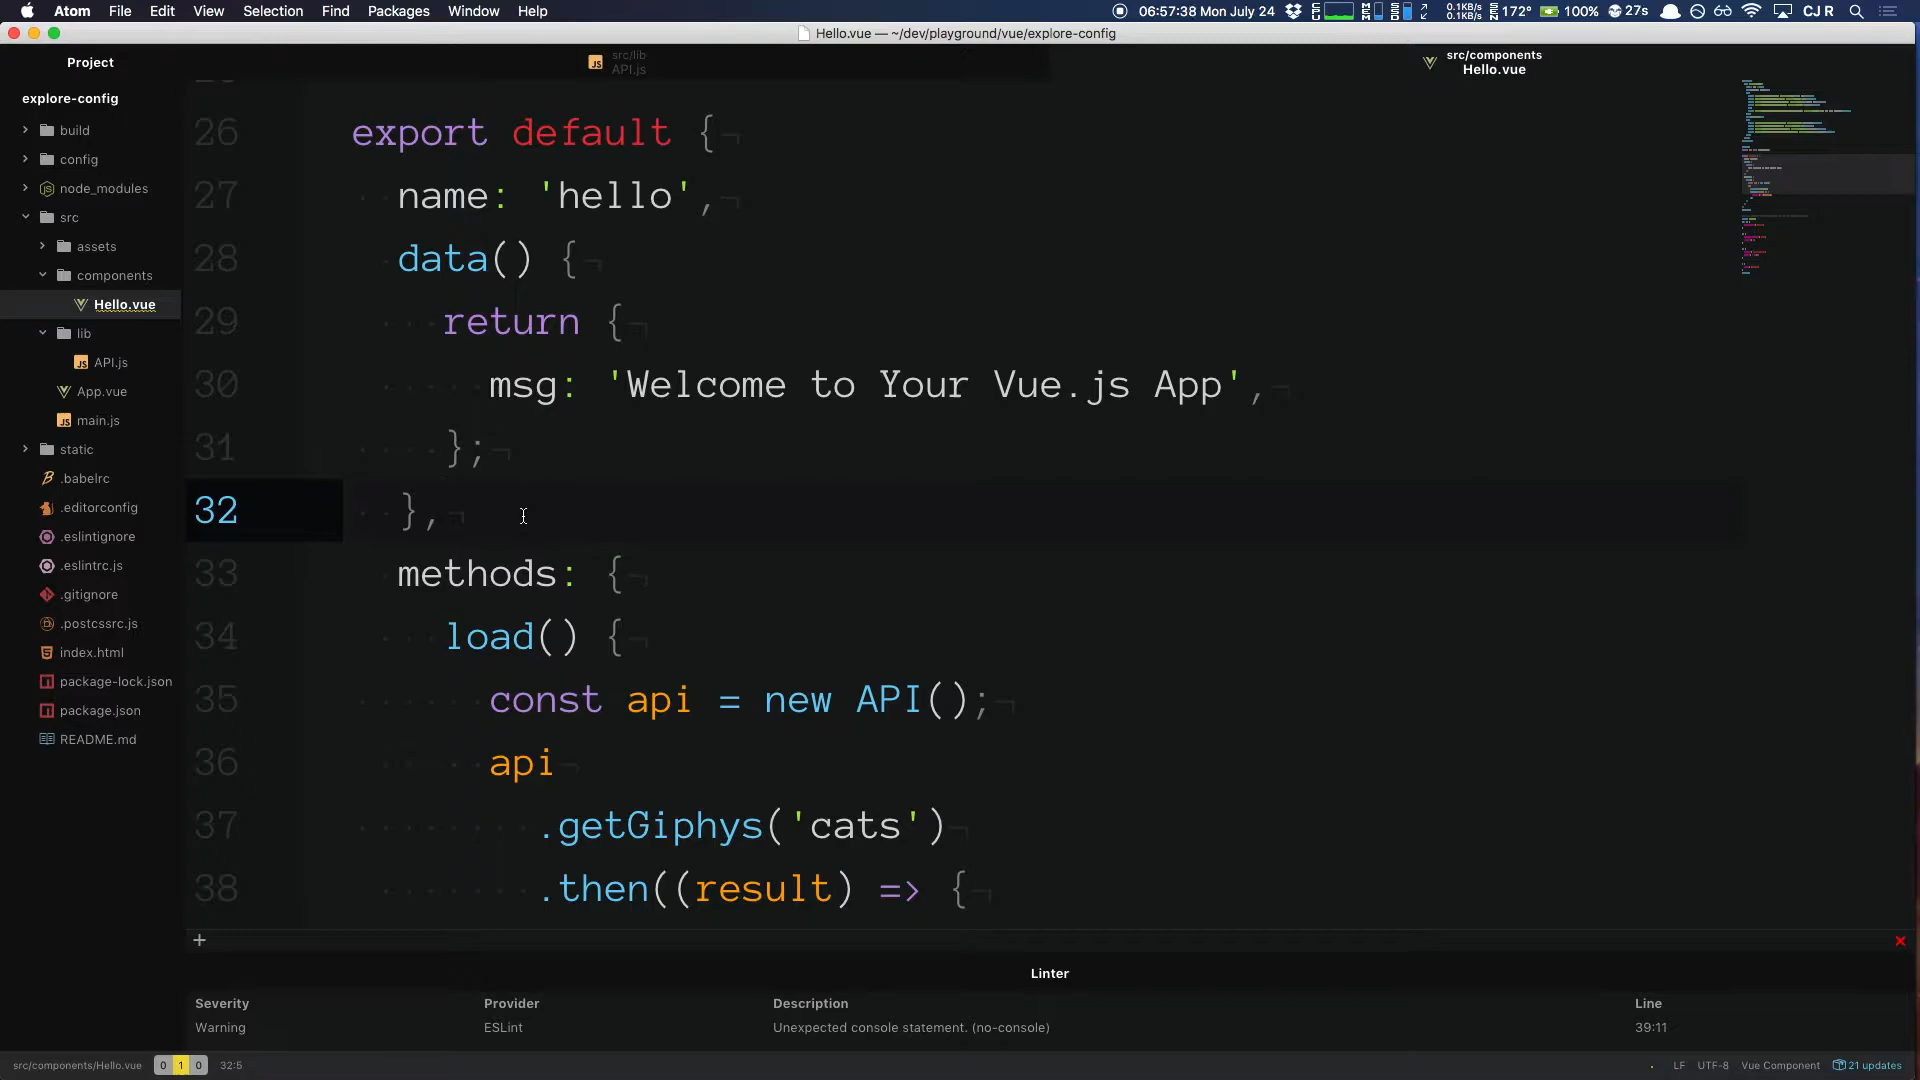 Atom File Edit View Selection Find Packages Window Help
06:57:38 Mon July 24
0.1KB/s
0.1KB/s
172° 100% 27s CJ R
Hello.vue — ~/dev/playground/vue/explore-config
Project
src/lib
API.js
src/components
Hello.vue
explore-config
build
config
node_modules
src
assets
components
Hello.vue
lib
API.js
App.vue
main.js
static
.babelrc
.editorconfig
.eslintignore
.eslintrc.js
.gitignore
.postcssrc.js
index.html
package-lock.json
package.json
README.md
26 export default {
27 name: 'hello',
28 data() {
29 return {
30 msg: 'Welcome to Your Vue.js App',
31 };
32 },
33 methods: {
34 load() {
35 const api = new API();
36 api
37 .getGiphys('cats')
38 .then((result) => {
+
Linter
Severity Provider Description Line
Warning ESLint Unexpected console statement. (no-console) 39:11
src/components/Hello.vue 0 1 0 32:5 LF UTF-8 Vue Component 21 updates